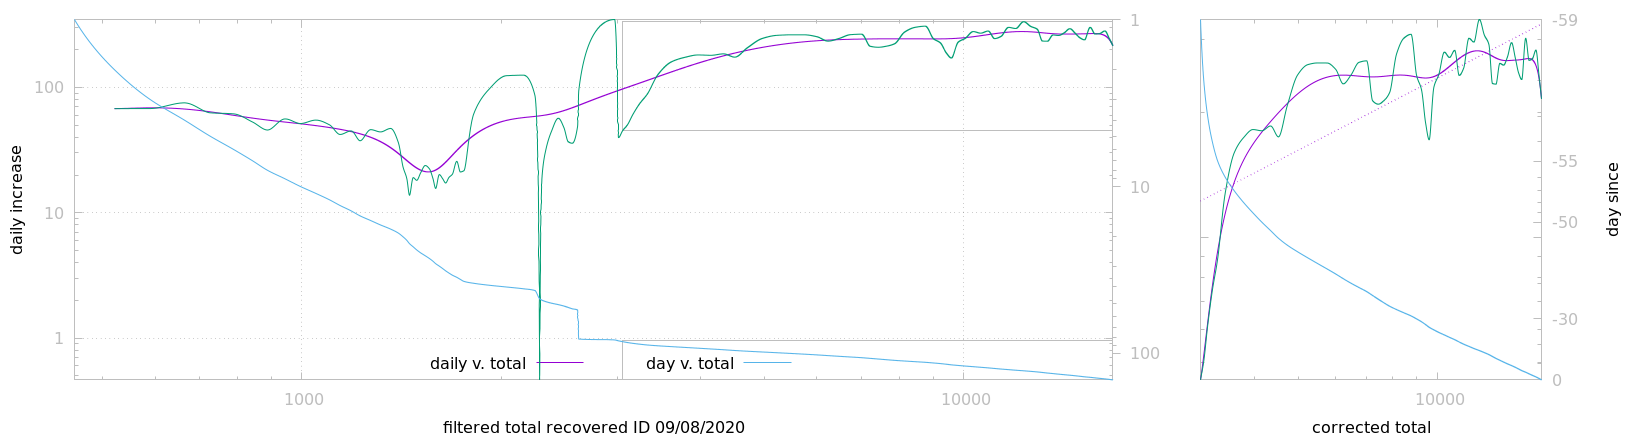 daily increase
100
10
1
1000
10000
1
10
100
daily v. total
day v. total
filtered total recovered ID 09/08/2020
-59
-55
-50
-30
0
day since
10000
corrected total